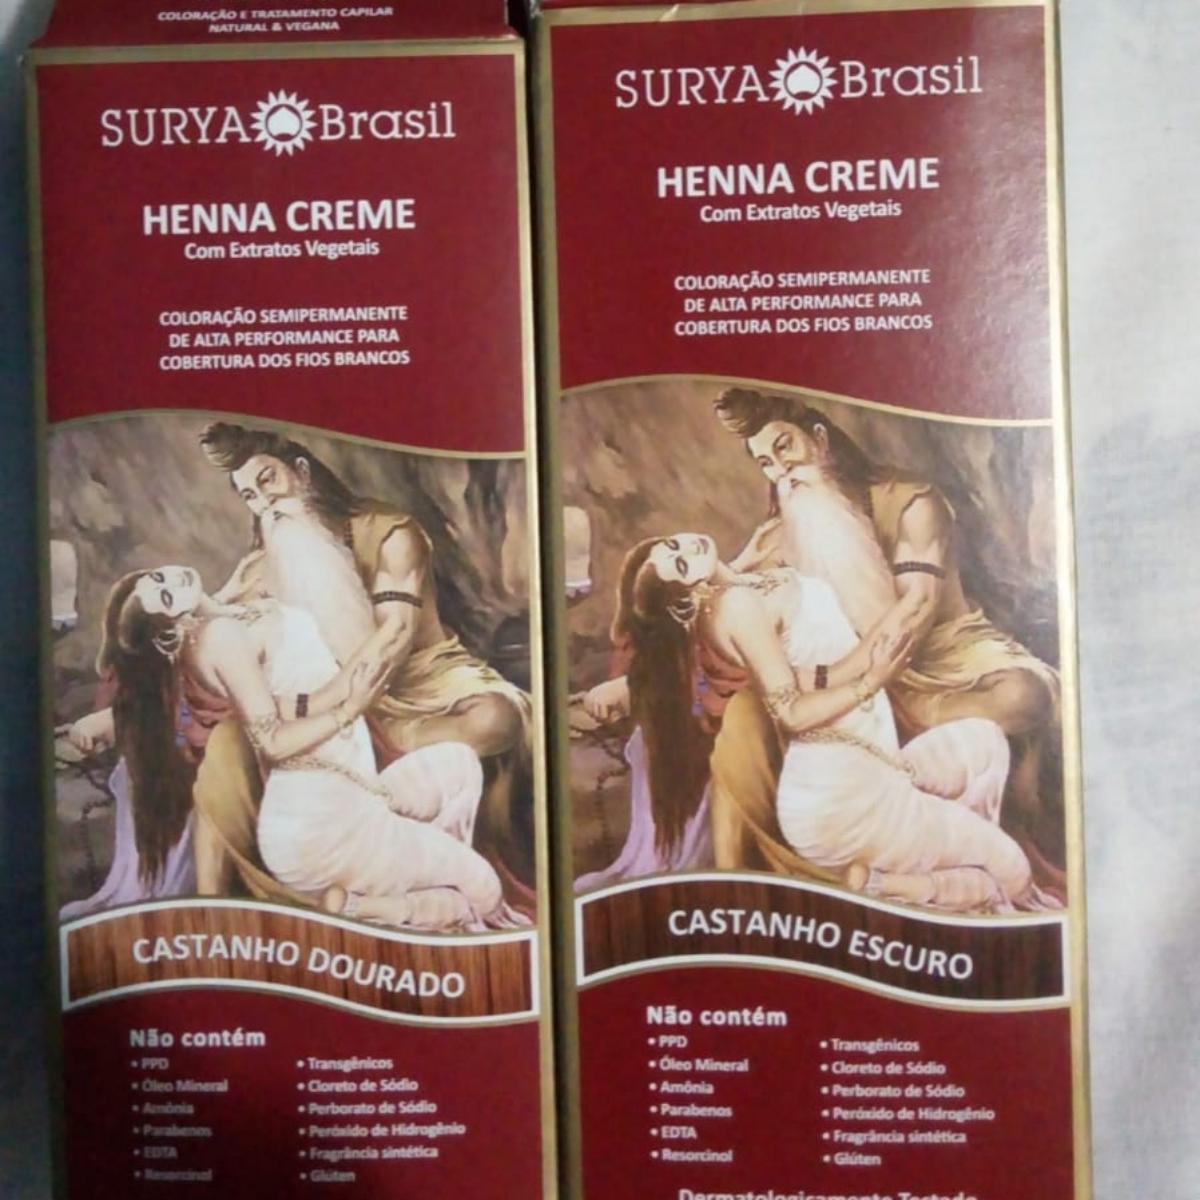 COLORAÇÃO E TRATAMENTO CAPILAR
NATURAL & VEGANA
SURYA Brasil
HENNA CREME
Com Extratos Vegetais
COLORAÇÃO SEMIPERMANENTE
DE ALTA PERFORMANCE PARA
COBERTURA DOS FIOS BRANCOS
CASTANHO DOURADO
Não contém
• PPD
• Óleo Mineral
• Amônia
• Parabenos
• EDTA
• Resorcinol
• Transgênicos
• Cloreto de Sódio
• Perborato de Sódio
• Peróxido de Hidrogênio
• Fragrância sintética
• Glúten
SURYA Brasil
HENNA CREME
Com Extratos Vegetais
COLORAÇÃO SEMIPERMANENTE
DE ALTA PERFORMANCE PARA
COBERTURA DOS FIOS BRANCOS
CASTANHO ESCURO
Não contém
• PPD
• Óleo Mineral
• Amônia
• Parabenos
• EDTA
• Resorcinol
• Transgênicos
• Cloreto de Sódio
• Perborato de Sódio
• Peróxido de Hidrogênio
• Fragrância sintética
• Glúten
Dermatologicamente Testado